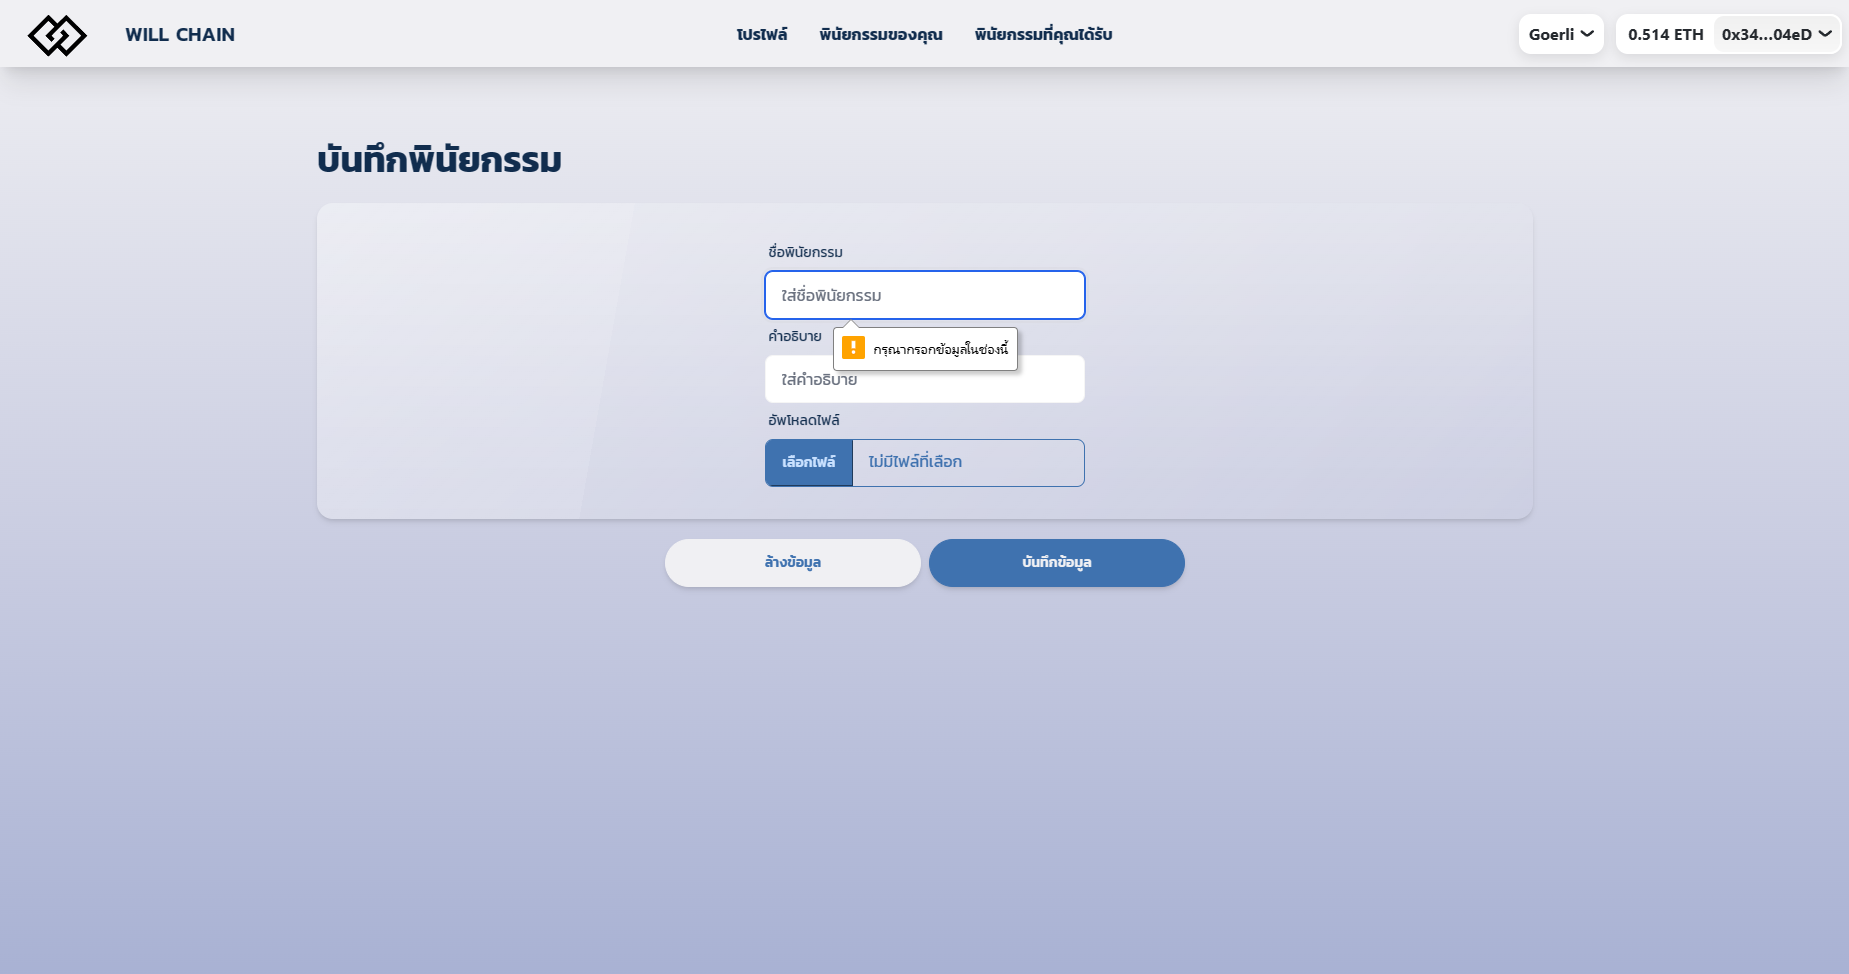 WILL CHAIN
โปรไฟล์
พินัยกรรมของคุณ
พินัยกรรมที่คุณได้รับ
Goerli
0.514 ETH
0x34...04eD
บันทึกพินัยกรรม
ชื่อพินัยกรรม
ใส่ชื่อพินัยกรรม
คำอธิบาย
กรุณากรอกข้อมูลในช่องนี้
ใส่คำอธิบาย
อัพโหลดไฟล์
เลือกไฟล์
ไม่มีไฟล์ที่เลือก
ล้างข้อมูล
บันทึกข้อมูล